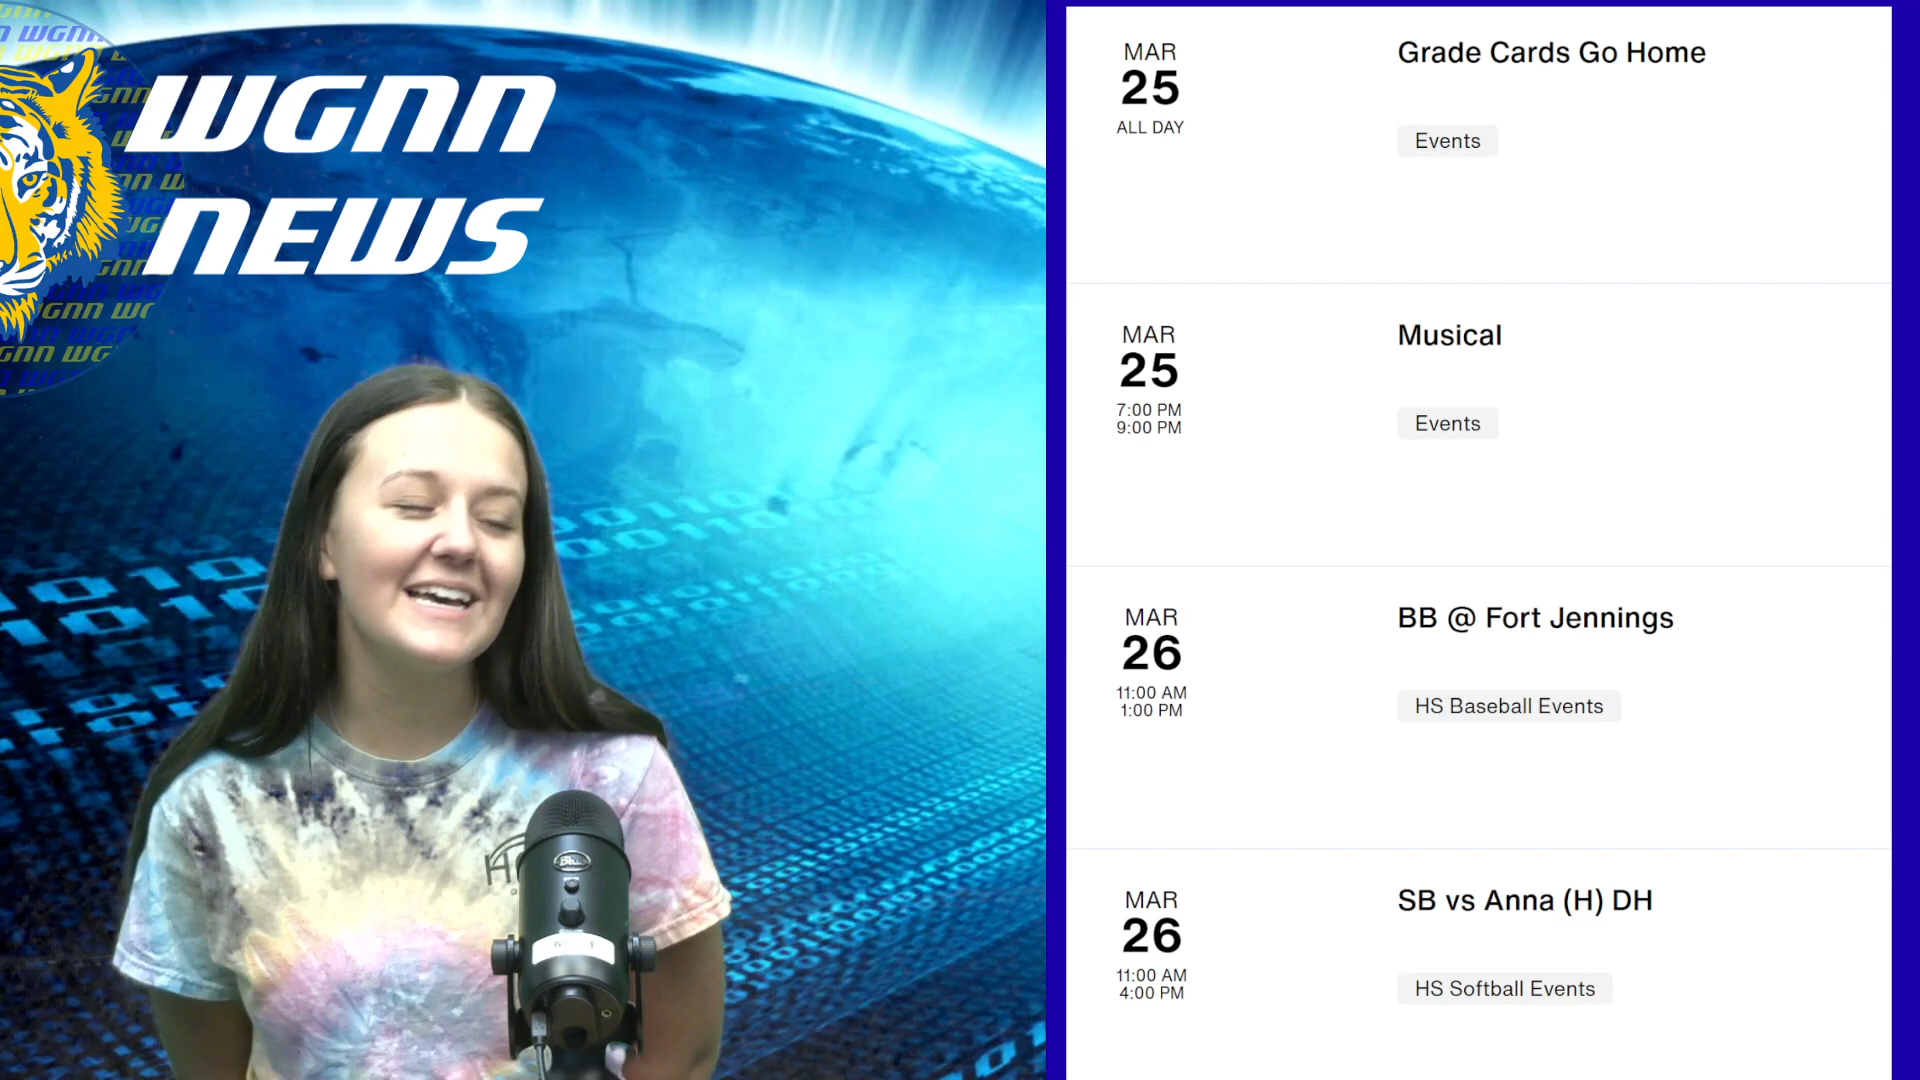 WGNN
NEWS
MAR
25
ALL DAY
Grade Cards Go Home
Events
MAR
25
7:00 PM
9:00 PM
Musical
Events
MAR
26
11:00 AM
1:00 PM
BB @ Fort Jennings
HS Baseball Events
MAR
26
11:00 AM
4:00 PM
SB vs Anna (H) DH
HS Softball Events
Blue